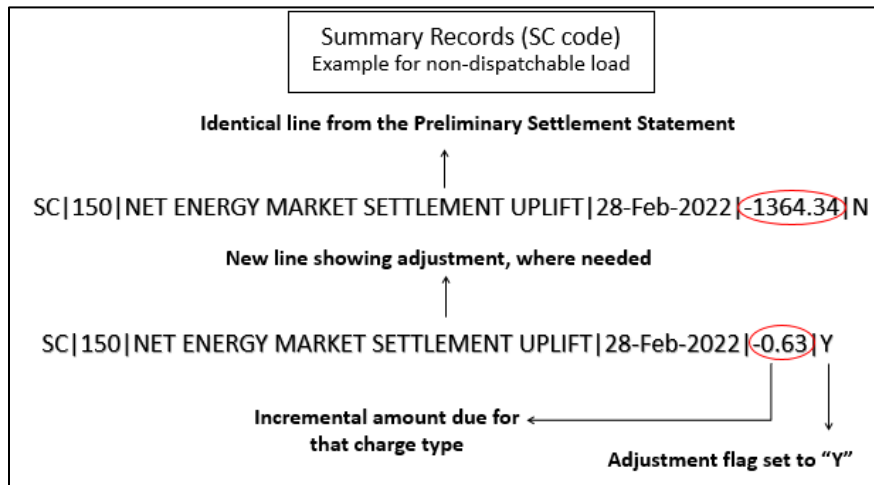 Summary Records (SC code)
Example for non-dispatchable load
Identical line from the Preliminary Settlement Statement
SC|150|NET ENERGY MARKET SETTLEMENT UPLIFT|28-Feb-2022|-1364.34|N
New line showing adjustment, where needed
SC|150|NET ENERGY MARKET SETTLEMENT UPLIFT|28-Feb-2022|-0.63|Y
Incremental amount due for
that charge type
Adjustment flag set to “Y”